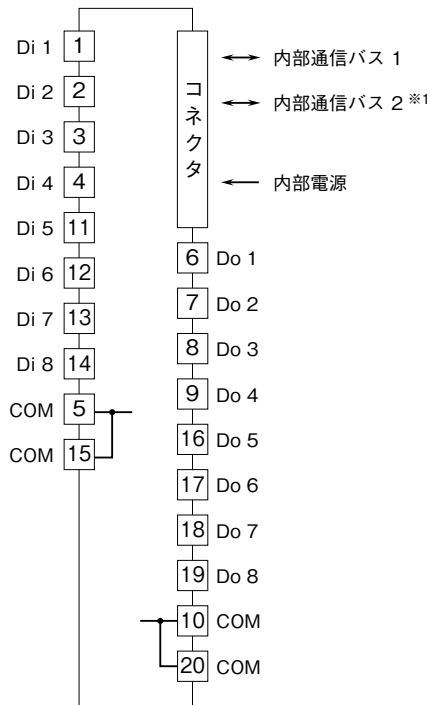 Di 1 1
Di 2 2
Di 3 3
Di 4 4
Di 5 11
Di 6 12
Di 7 13
Di 8 14
COM 5
COM 15
コネクタ
内部通信バス 1
内部通信バス 2 ※1
内部電源
6 Do 1
7 Do 2
8 Do 3
9 Do 4
16 Do 5
17 Do 6
18 Do 7
19 Do 8
10 COM
20 COM